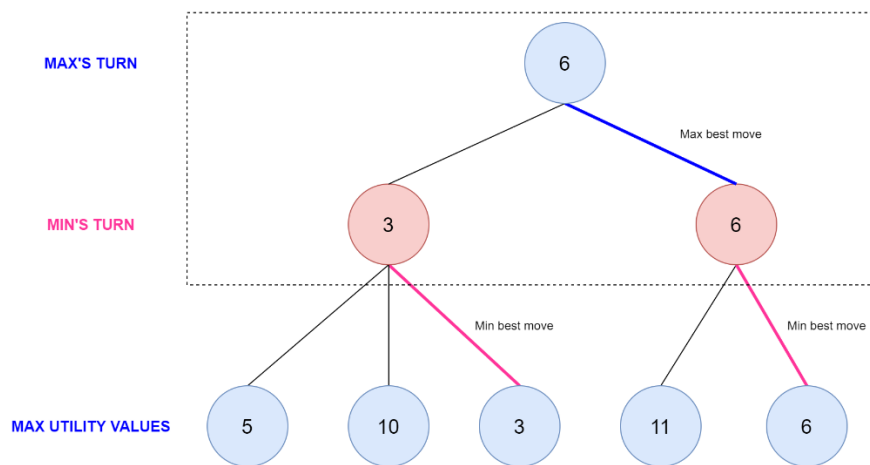 MAX'S TURN
6
Max best move
MIN'S TURN
3
6
Min best move
Min best move
MAX UTILITY VALUES
5
10
3
11
6